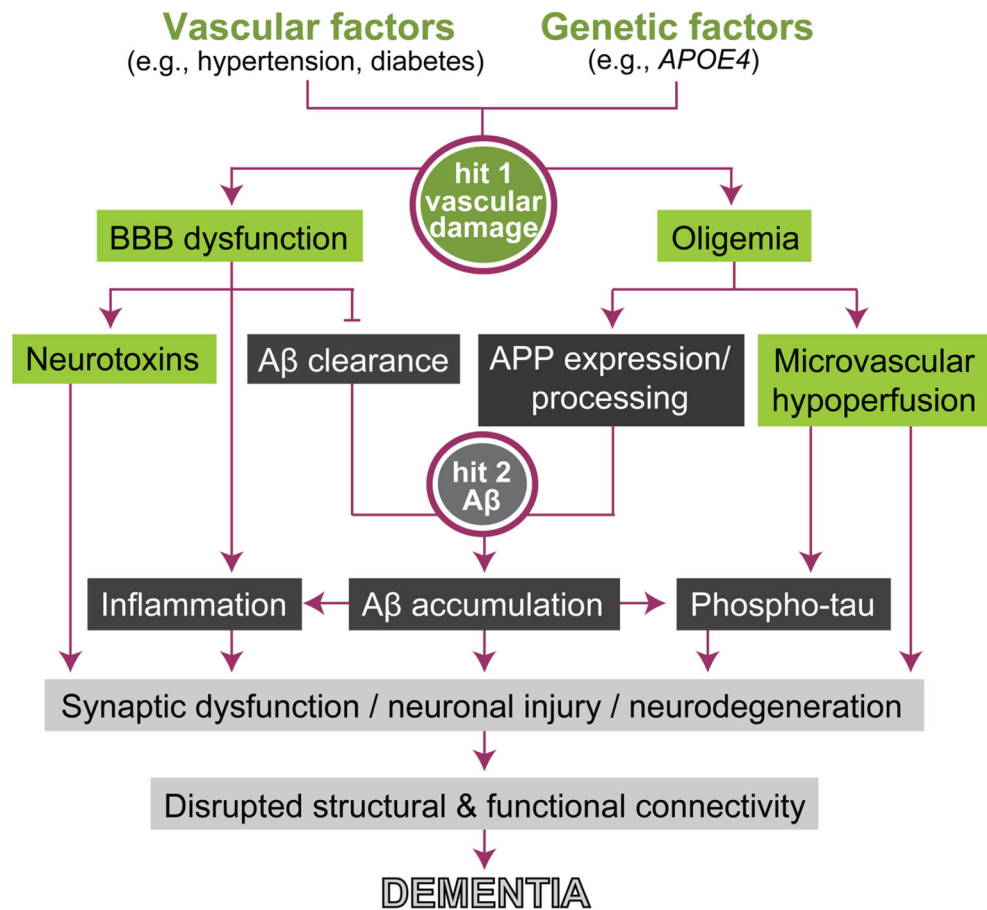 Vascular factors
(e.g., hypertension, diabetes)
Genetic factors
(e.g., APOE4)
hit 1
vascular
damage
BBB dysfunction
Oligemia
Neurotoxins
Aβ clearance
APP expression/
processing
Microvascular
hypoperfusion
hit 2
Aβ
Inflammation
Aβ accumulation
Phospho-tau
Synaptic dysfunction / neuronal injury / neurodegeneration
Disrupted structural & functional connectivity
DEMENTIA